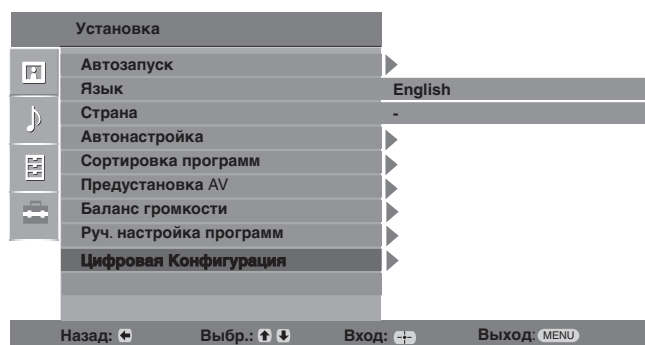 Установка
Автозапуск
Язык English
Страна -
Автонастройка
Сортировка программ
Предустановка AV
Баланс громкости
Руч. настройка программ
Цифровая Конфигурация
Назад: Выбр.: Вход: Выход: MENU